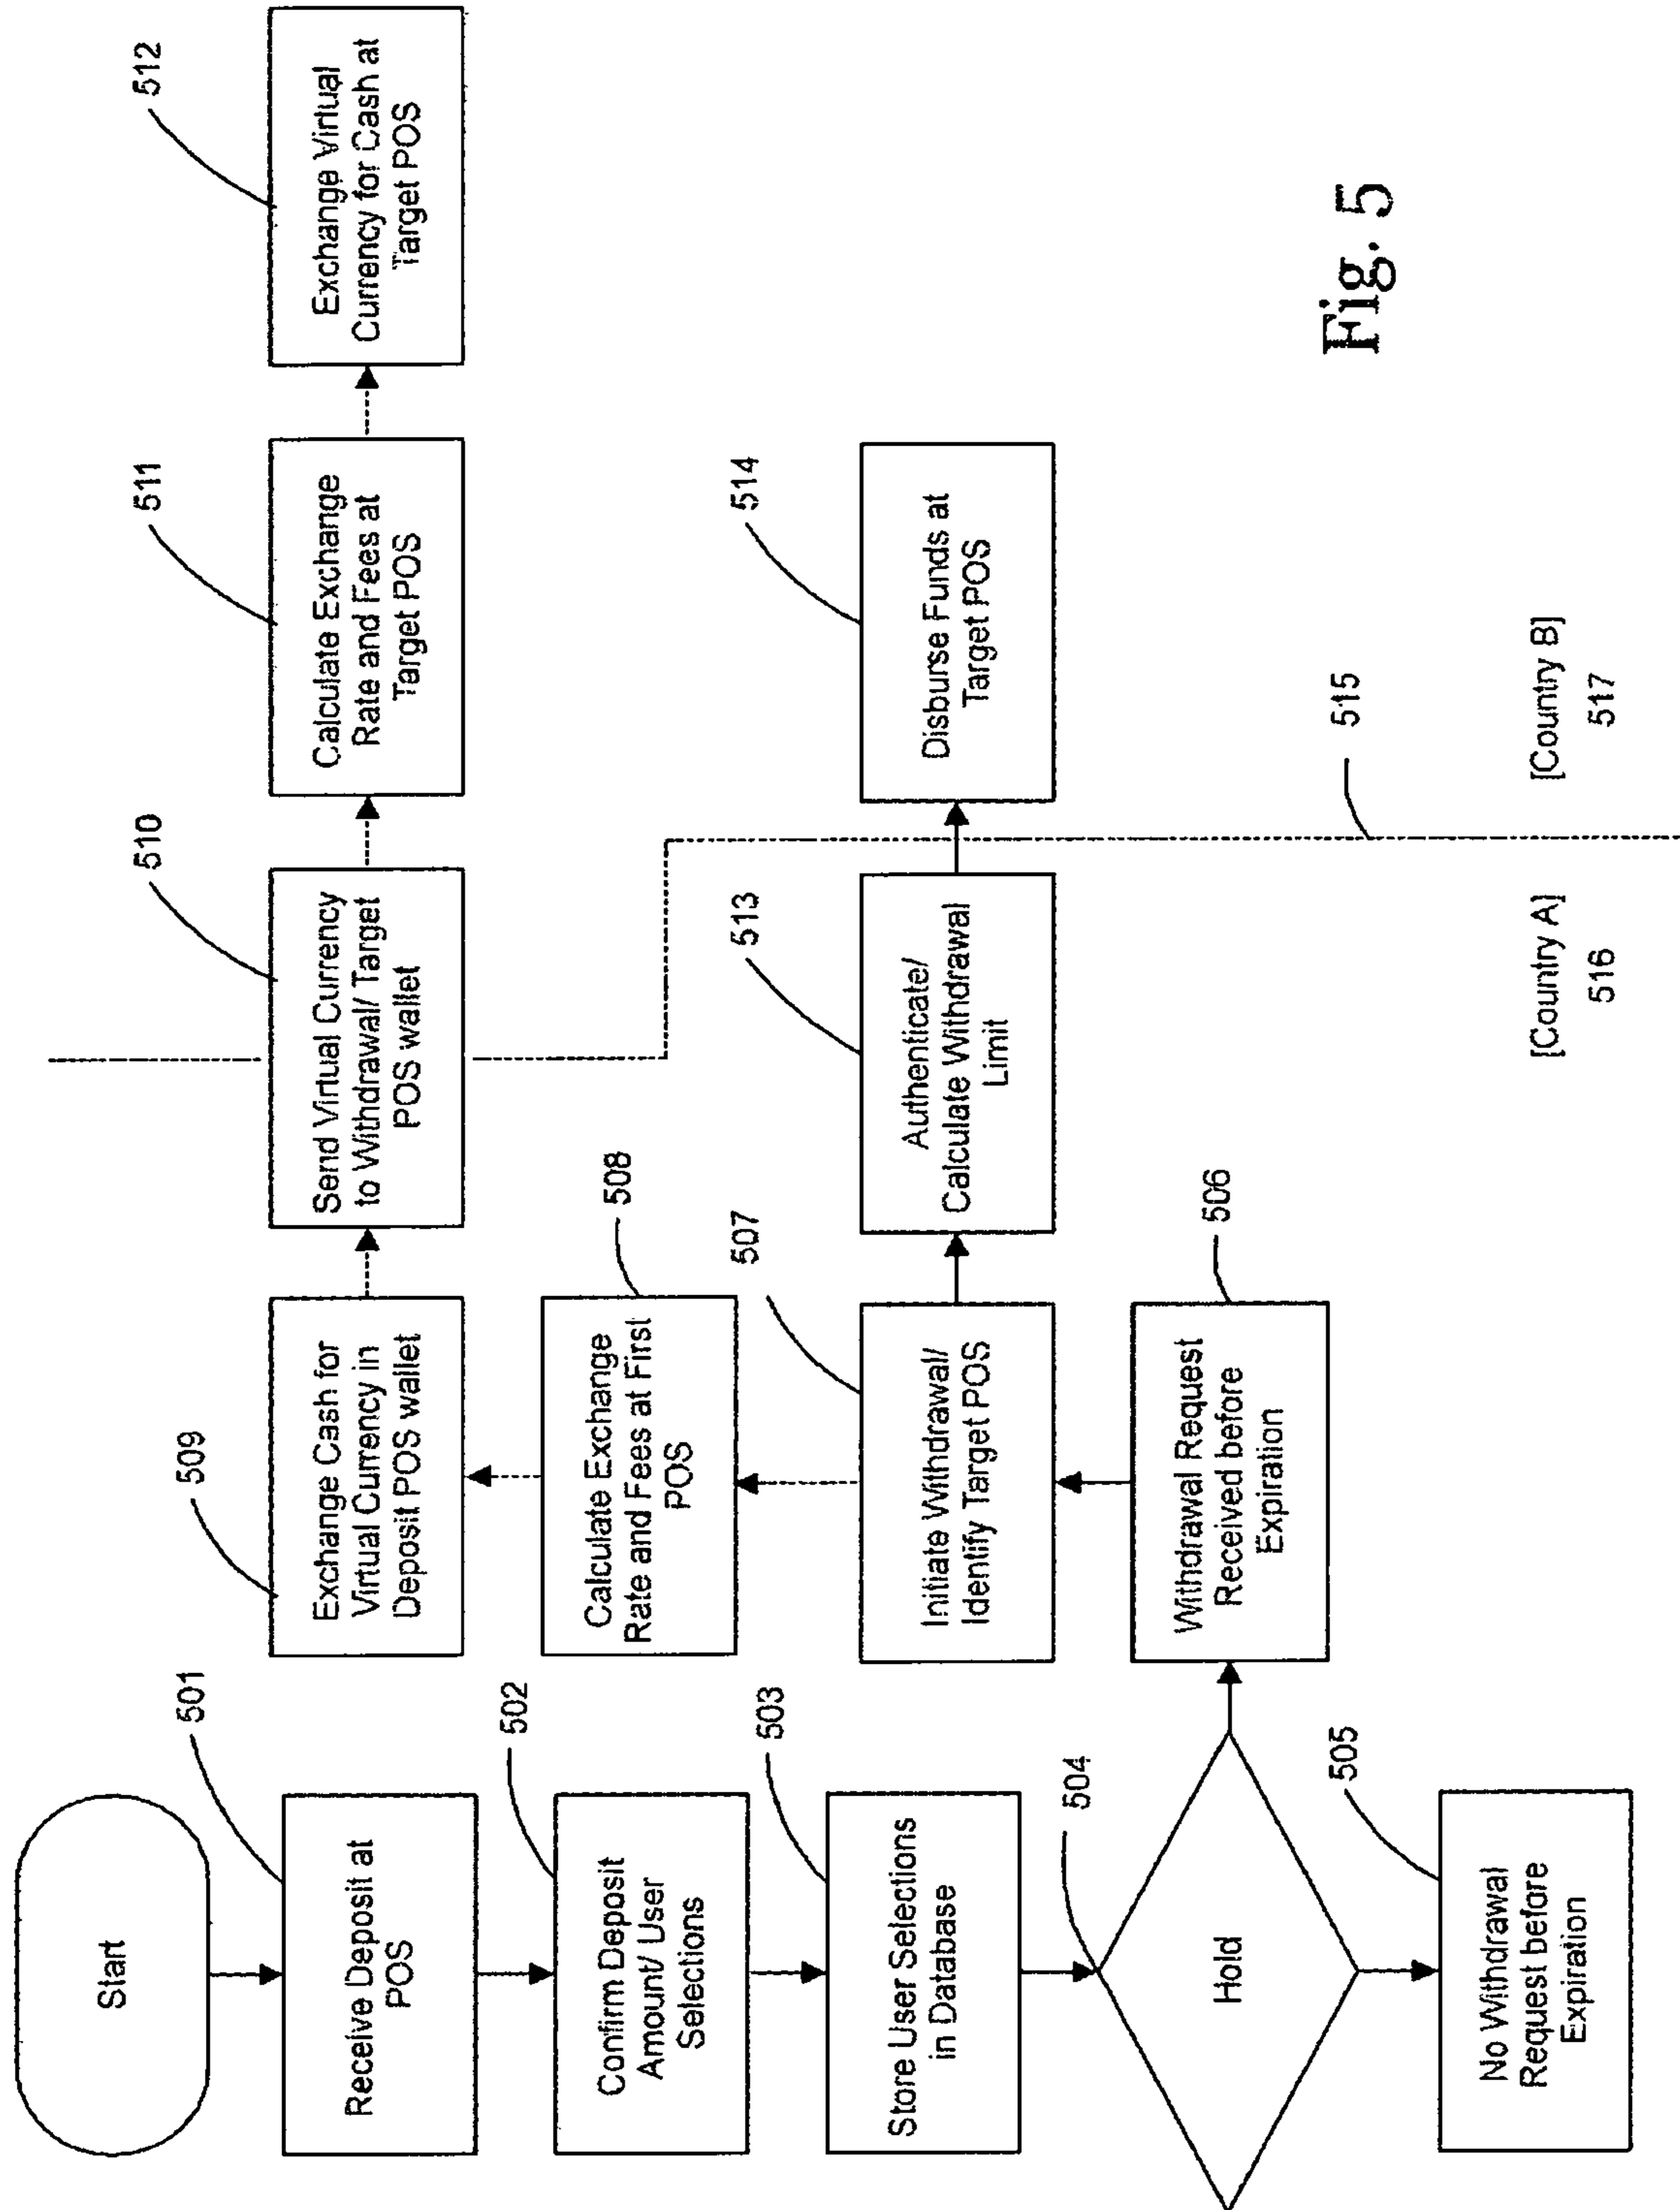 Start
501
Receive Deposit at
POS
502
Confirm Deposit
Amount/ User
Selections
503
Store User Selections
in Database
504
Hold
505
No Withdrawal
Request before
Expiration
506
Withdrawal Request
Received before
Expiration
507
Initiate Withdrawal/
Identify Target POS
508
Calculate Exchange
Rate and Fees at First
POS
509
Exchange Cash for
Virtual Currency in
Deposit POS wallet
510
Send Virtual Currency
to Withdrawal/ Target
POS wallet
511
Calculate Exchange
Rate and Fees at
Target POS
512
Exchange Virtual
Currency for Cash at
Target POS
513
Authenticate/
Calculate Withdrawal
Limit
514
Disburse Funds at
Target POS
515
[Country A]
516
[Country B]
517
Fig. 5